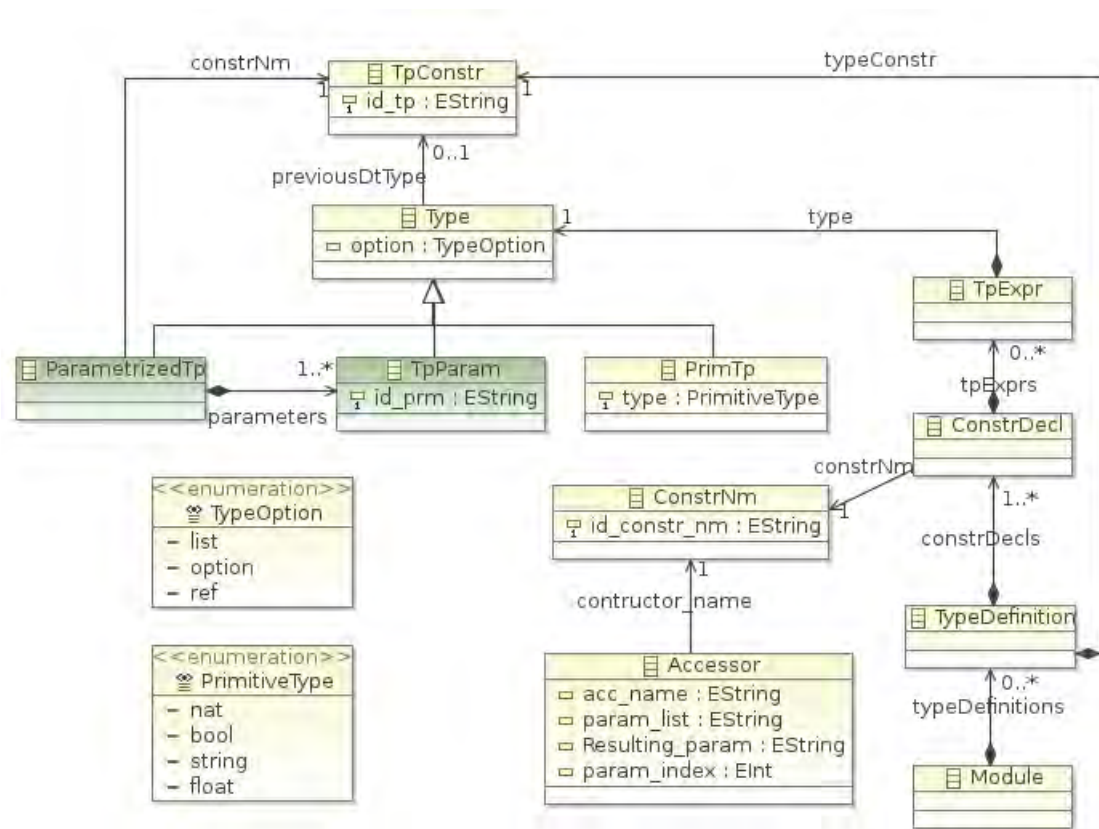 constrNm
TpConstr
typeConstr
1
1
id_tp : EString
0..1
previousDtType
Type
1
type
option : TypeOption
TpExpr
ParametrizedTp
1..*
TpParam
PrimTp
0..*
parameters
id_prm : EString
type : PrimitiveType
tpExprs
ConstrDecl
constrNm
<<enumeration>>
TypeOption
list
option
ref
ConstrNm
1
id_constr_nm : EString
1..*
constrDecls
1
contructor_name
TypeDefinition
<<enumeration>>
PrimitiveType
nat
bool
string
float
Accessor
acc_name : EString
param_list : EString
Resulting_param : EString
param_index : EInt
0..*
typeDefinitions
Module